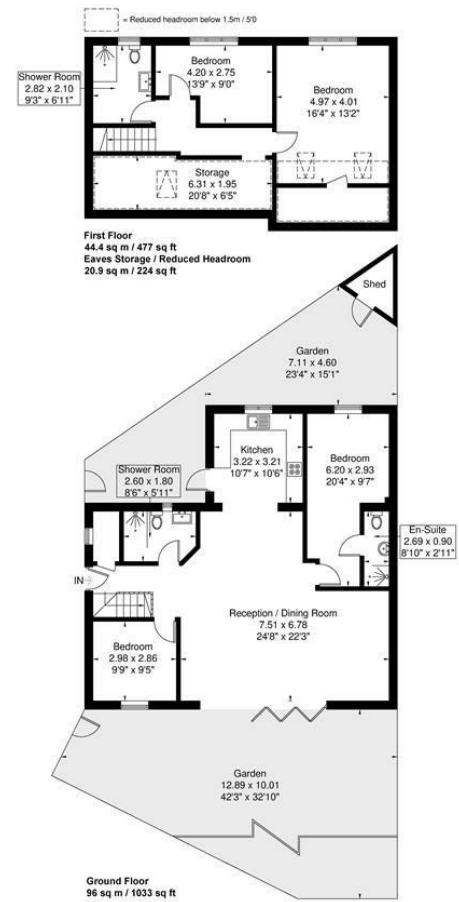 = Reduced headroom below 1.5m / 5'0
Shower Room
2.82 x 2.10
9'3" x 6'11"
Bedroom
4.20 x 2.75
13'9" x 9'0"
Bedroom
4.97 x 4.01
16'4" x 13'2"
Storage
6.31 x 1.95
20'8" x 6'5"
First Floor
44.4 sq m / 477 sq ft
Eaves Storage / Reduced Headroom
20.9 sq m / 224 sq ft
Shed
Garden
7.11 x 4.60
23'4" x 15'1"
Kitchen
3.22 x 3.21
10'7" x 10'6"
Bedroom
6.20 x 2.93
20'4" x 9'7"
Shower Room
2.60 x 1.80
8'6" x 5'11"
En-Suite
2.69 x 0.90
8'10" x 2'11"
IN
Reception / Dining Room
7.51 x 6.78
24'8" x 22'3"
Bedroom
2.98 x 2.86
9'9" x 9'5"
Garden
12.89 x 10.01
42'3" x 32'10"
Ground Floor
96 sq m / 1033 sq ft